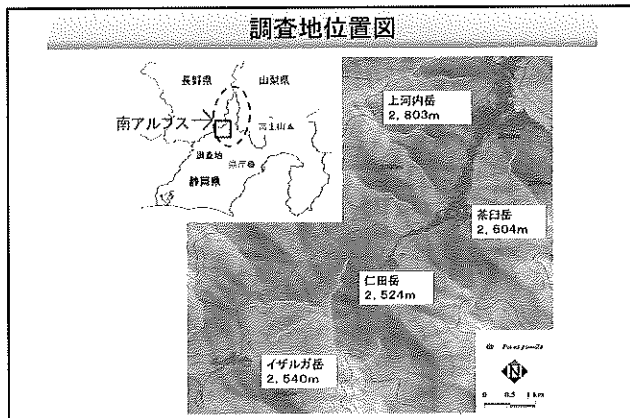 調査地位置図
長野県
山梨県
南アルプス
富士山▲
調査地
県庁◎
静岡県
上河内岳
2,803m
茶臼岳
2,604m
仁田岳
2,524m
イザルガ岳
2,540m
N
0 0.5 1 km